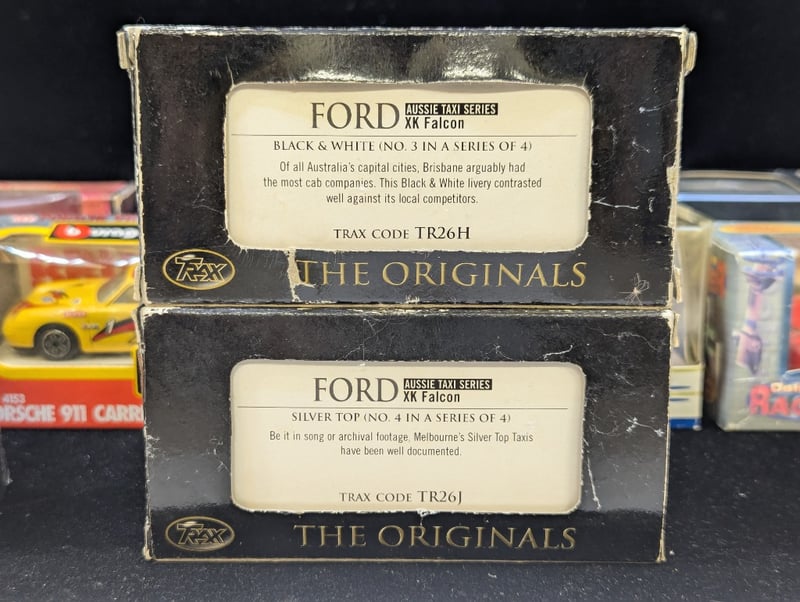 FORD AUSSIE TAXI SERIES
XK Falcon
BLACK & WHITE (NO. 3 IN A SERIES OF 4)
Of all Australia's capital cities, Brisbane arguably had
the most cab companies. This Black & White livery contrasted
well against its local competitors.
TRAX CODE TR26H
TRAX THE ORIGINALS
FORD AUSSIE TAXI SERIES
XK Falcon
SILVER TOP (NO. 4 IN A SERIES OF 4)
Be it in song or archival footage, Melbourne's Silver Top Taxis
have been well documented.
TRAX CODE TR26J
TRAX THE ORIGINALS
4153
911